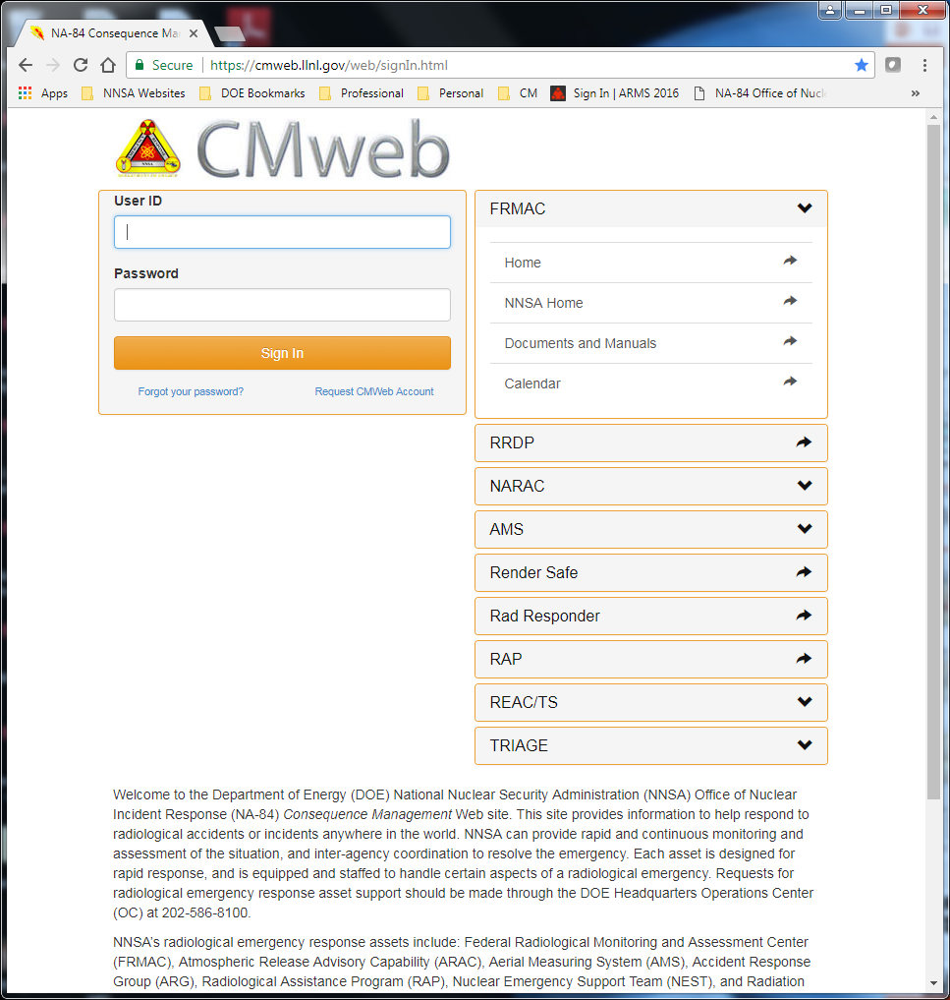 NA-84 Consequence Ma
Secure
https://cmweb.llnl.gov/web/signIn.html
Apps
NNSA Websites
DOE Bookmarks
Professional
Personal
CM
Sign In | ARMS 2016
NA-84 Office of Nucl
NNSA
CMweb
User ID
Password
Sign In
Forgot your password?
Request CMWeb Account
FRMAC
Home
NNSA Home
Documents and Manuals
Calendar
RRDP
NARAC
AMS
Render Safe
Rad Responder
RAP
REAC/TS
TRIAGE
Welcome to the Department of Energy (DOE) National Nuclear Security Administration (NNSA) Office of Nuclear
Incident Response (NA-84) Consequence Management Web site. This site provides information to help respond to
radiological accidents or incidents anywhere in the world. NNSA can provide rapid and continuous monitoring and
assessment of the situation, and inter-agency coordination to resolve the emergency. Each asset is designed for
rapid response, and is equipped and staffed to handle certain aspects of a radiological emergency. Requests for
radiological emergency response asset support should be made through the DOE Headquarters Operations Center
(OC) at 202-586-8100.
NNSA's radiological emergency response assets include: Federal Radiological Monitoring and Assessment Center
(FRMAC), Atmospheric Release Advisory Capability (ARAC), Aerial Measuring System (AMS), Accident Response
Group (ARG), Radiological Assistance Program (RAP), Nuclear Emergency Support Team (NEST), and Radiation